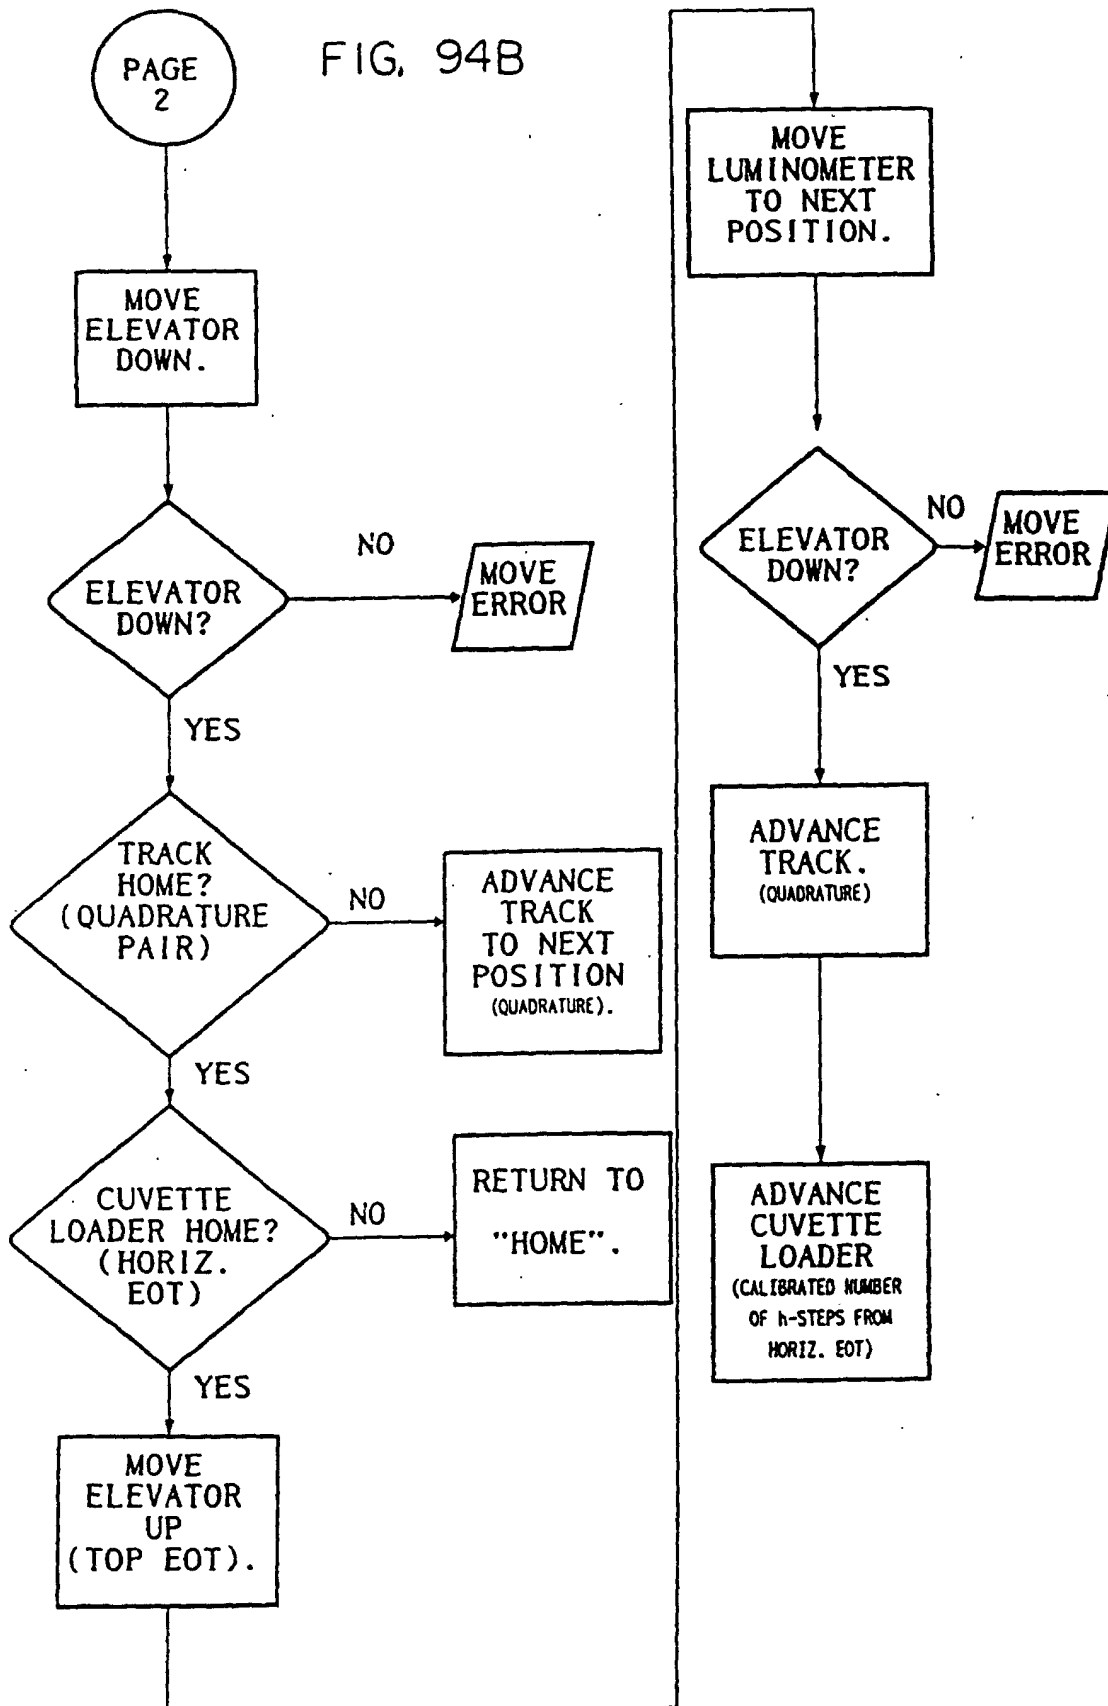 FIG. 94B
PAGE
2
MOVE
ELEVATOR
DOWN.
ELEVATOR
DOWN?
NO
MOVE
ERROR
YES
TRACK
HOME?
(QUADRATURE
PAIR)
NO
ADVANCE
TRACK
TO NEXT
POSITION
(QUADRATURE).
YES
CUVETTE
LOADER HOME?
(HORIZ.
EOT)
NO
RETURN TO
"HOME".
YES
MOVE
ELEVATOR
UP
(TOP EOT).
MOVE
LUMINOMETER
TO NEXT
POSITION.
ELEVATOR
DOWN?
NO
MOVE
ERROR
YES
ADVANCE
TRACK.
(QUADRATURE)
ADVANCE
CUVETTE
LOADER
(CALIBRATED NUMBER
OF h-STEPS FROM
HORIZ. EOT)